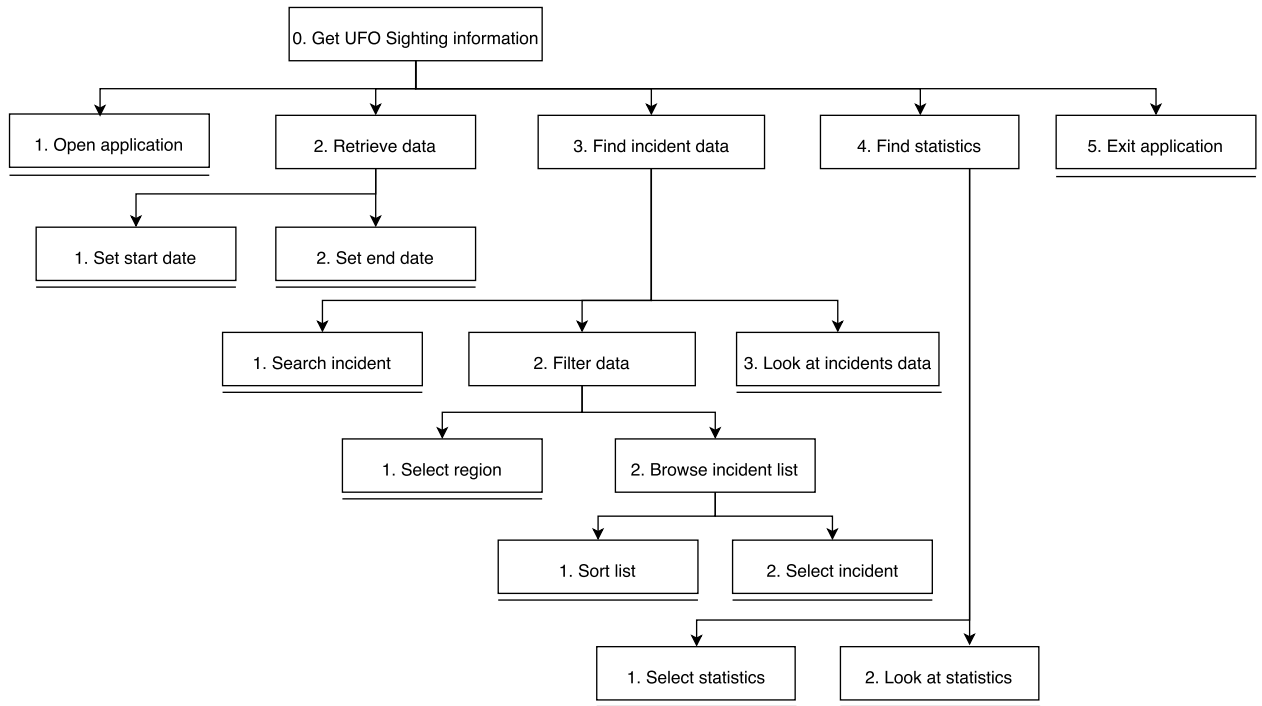 0. Get UFO Sighting information
1. Open application
2. Retrieve data
3. Find incident data
4. Find statistics
5. Exit application
1. Set start date
2. Set end date
1. Search incident
2. Filter data
3. Look at incidents data
1. Select region
2. Browse incident list
1. Sort list
2. Select incident
1. Select statistics
2. Look at statistics